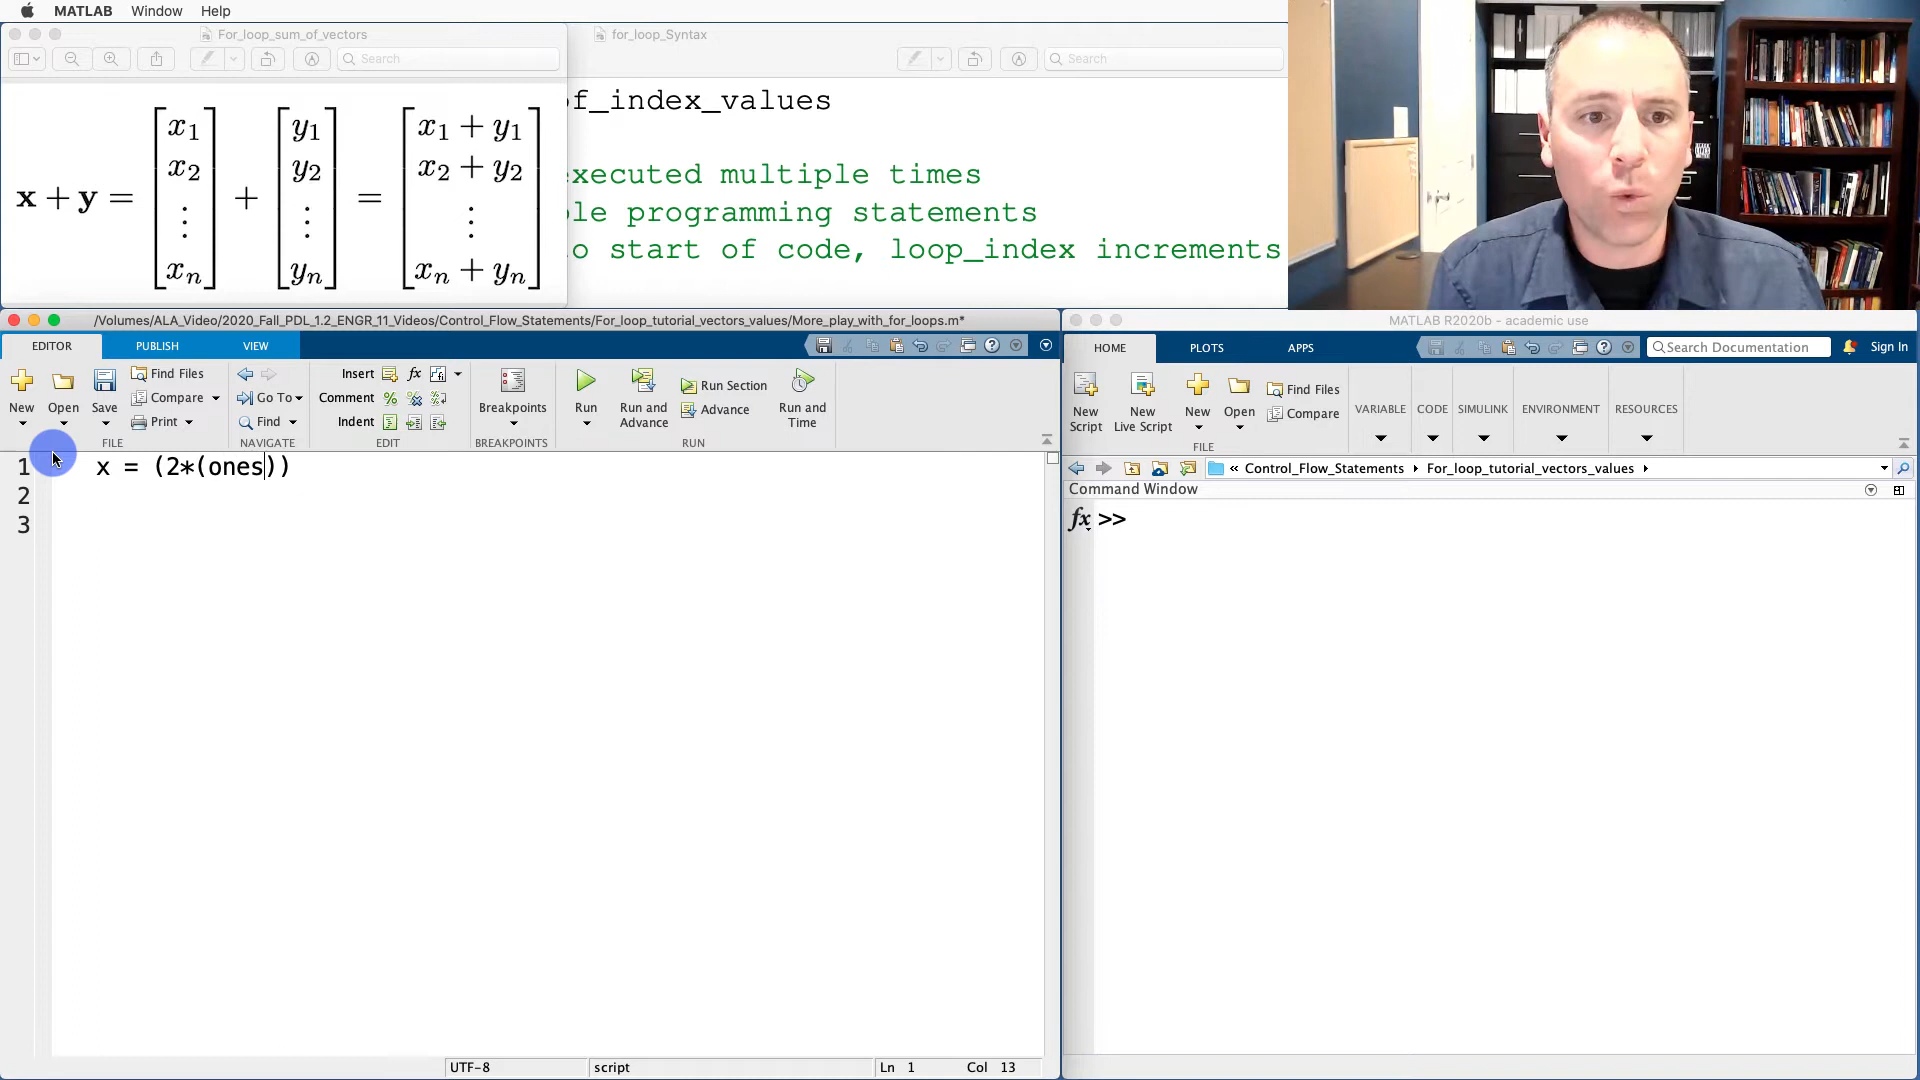 MATLAB Window Help
For_loop_sum_of_vectors
Search
for_loop_Syntax
Search
x + y = [x1 x2 ⋮ xn] + [y1 y2 ⋮ yn] = [x1 + y1 x2 + y2 ⋮ xn + yn]
of_index_values
executed multiple times
ple programming statements
to start of code, loop_index increments
/Volumes/ALA_Video/2020_Fall_PDL_1.2_ENGR_11_Videos/Control_Flow_Statements/For_loop_tutorial_vectors_values/More_play_with_for_loops.m*
EDITOR PUBLISH VIEW
New Open Save
Find Files
Compare
Print
FILE
Go To
Find
NAVIGATE
Insert fx
Comment %
Indent
EDIT
Breakpoints
BREAKPOINTS
Run
Run and Advance
Run Section
Advance
Run and Time
RUN
1 x = (2*(ones))
2
3
UTF-8 script Ln 1 Col 13
MATLAB R2020b - academic use
HOME PLOTS APPS
Search Documentation
Sign In
New Script
New Live Script
New
Open
Find Files
Compare
FILE
VARIABLE CODE SIMULINK ENVIRONMENT RESOURCES
« Control_Flow_Statements ▸ For_loop_tutorial_vectors_values ▸
Command Window
fx >>